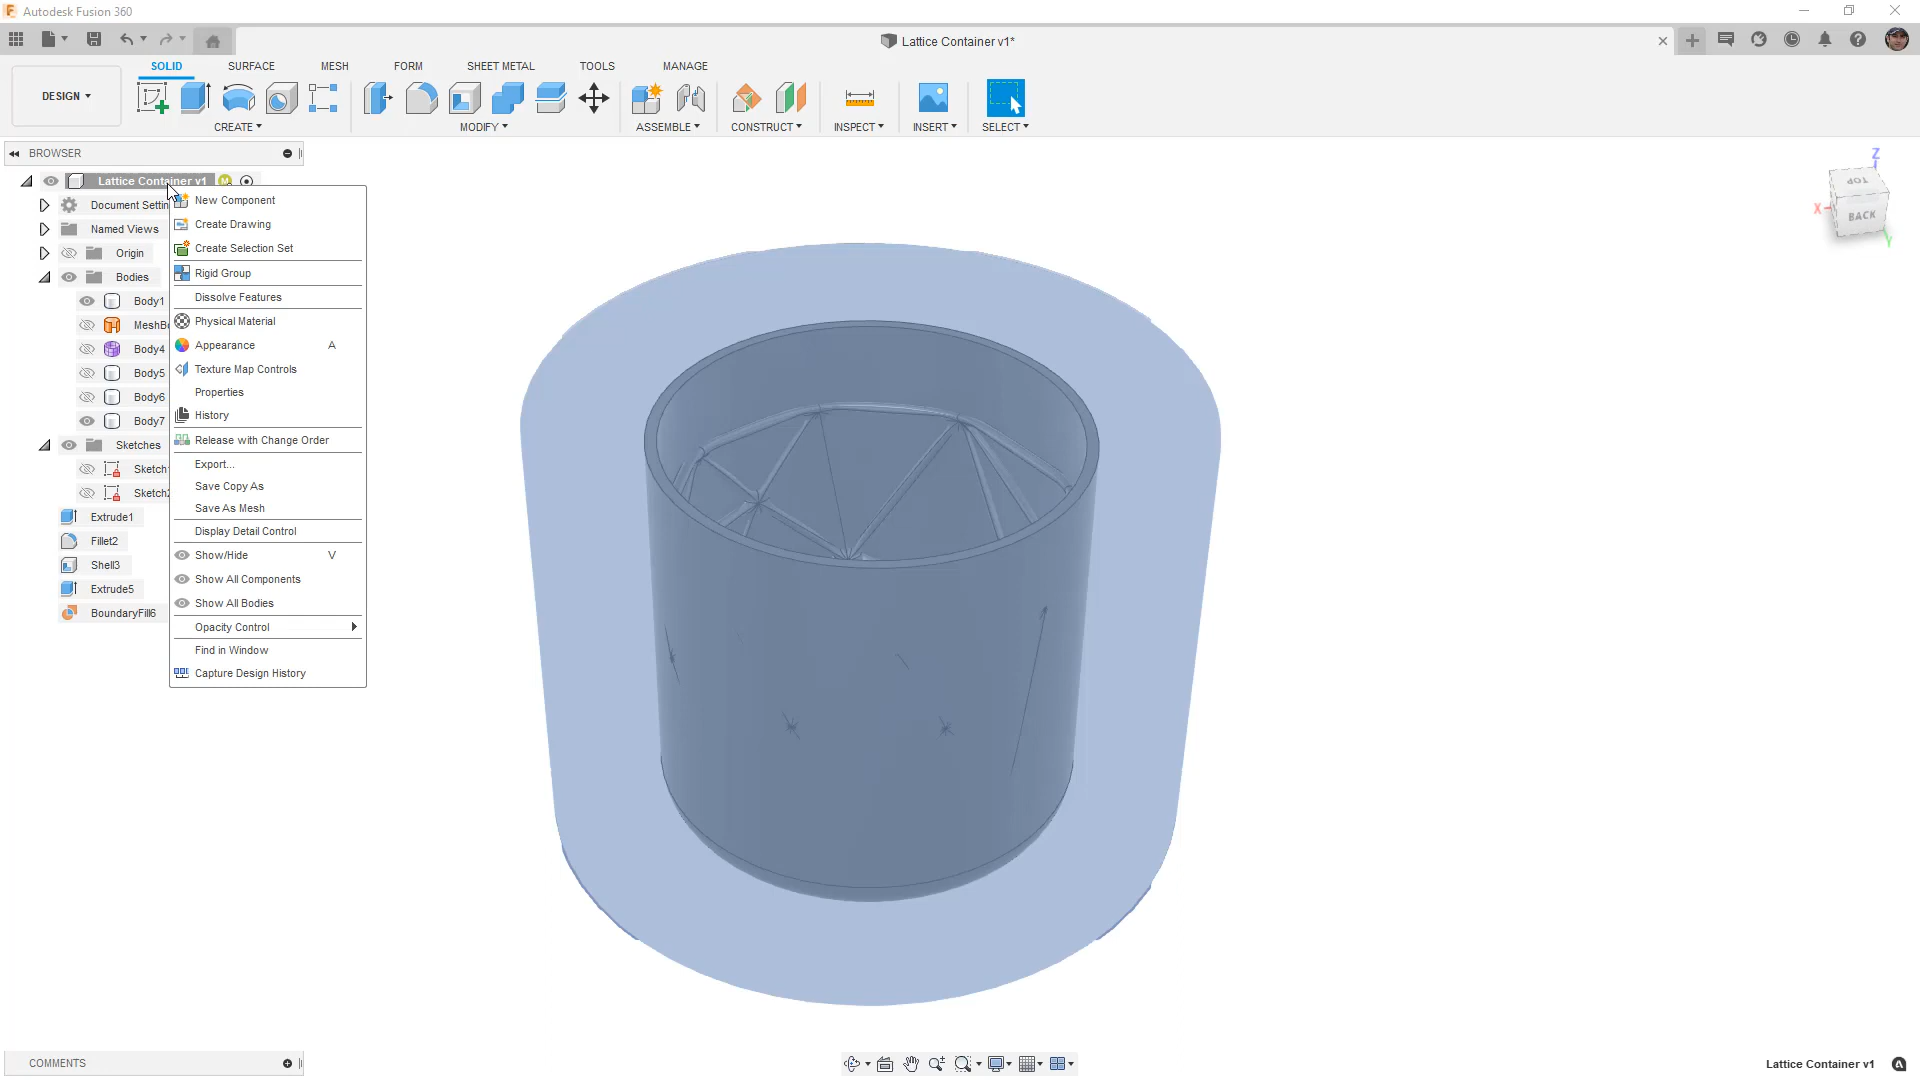 Autodesk Fusion 360
Lattice Container v1*
DESIGN
SOLID
SURFACE
MESH
FORM
SHEET METAL
TOOLS
MANAGE
CREATE
MODIFY
ASSEMBLE
CONSTRUCT
INSPECT
INSERT
SELECT
BROWSER
Lattice Container v1
M
Document Settin
Named Views
Origin
Bodies
Body1
MeshBo
Body4
Body5
Body6
Body7
Sketches
Sketch1
Sketch2
Extrude1
Fillet2
Shell3
Extrude5
BoundaryFill6
New Component
Create Drawing
Create Selection Set
Rigid Group
Dissolve Features
Physical Material
Appearance A
Texture Map Controls
Properties
History
Release with Change Order
Export...
Save Copy As
Save As Mesh
Display Detail Control
Show/Hide V
Show All Components
Show All Bodies
Opacity Control
Find in Window
Capture Design History
Z
TOP
X
BACK
Y
COMMENTS
Lattice Container v1